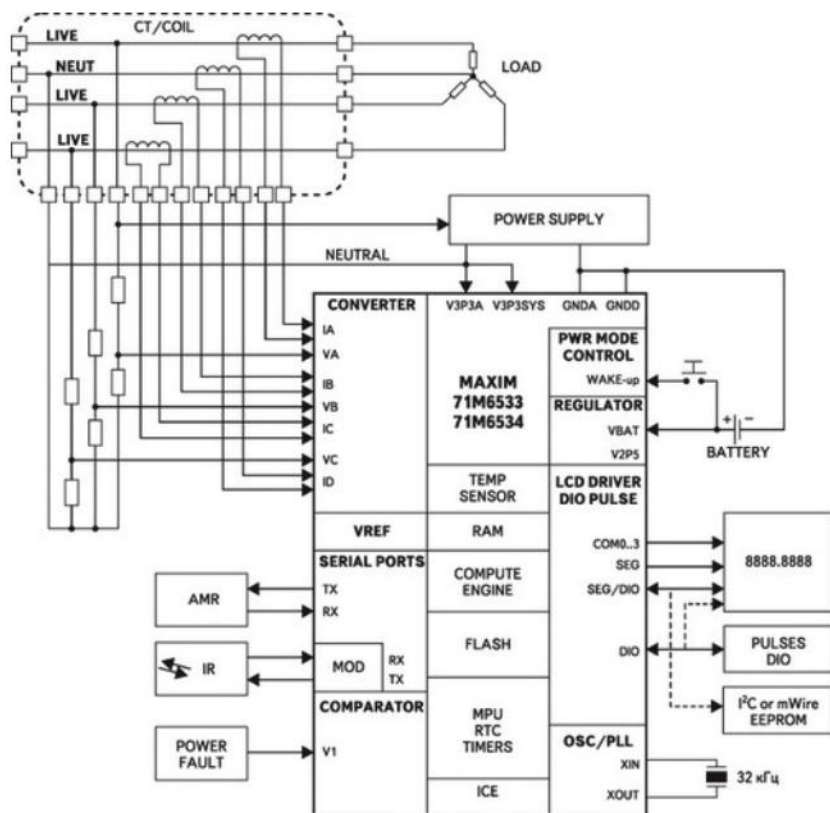 CT/COIL
LIVE
NEUT
LIVE
LIVE
LOAD
POWER SUPPLY
NEUTRAL
CONVERTER
V3P3A
V3P3SYS
GNDA
GNDD
IA
VA
IB
VB
IC
VC
ID
MAXIM
71M6533
71M6534
PWR MODE
CONTROL
WAKE-up
REGULATOR
VBAT
V2P5
+
-
BATTERY
TEMP
SENSOR
LCD DRIVER
DIO PULSE
VREF
RAM
COM0..3
SEG
SEG/DIO
DIO
8888.8888
SERIAL PORTS
TX
RX
AMR
COMPUTE
ENGINE
FLASH
PULSES
DIO
IR
MOD
RX
TX
I²C or mWire
EEPROM
COMPARATOR
V1
POWER
FAULT
MPU
RTC
TIMERS
OSC/PLL
XIN
XOUT
32 кГц
ICE